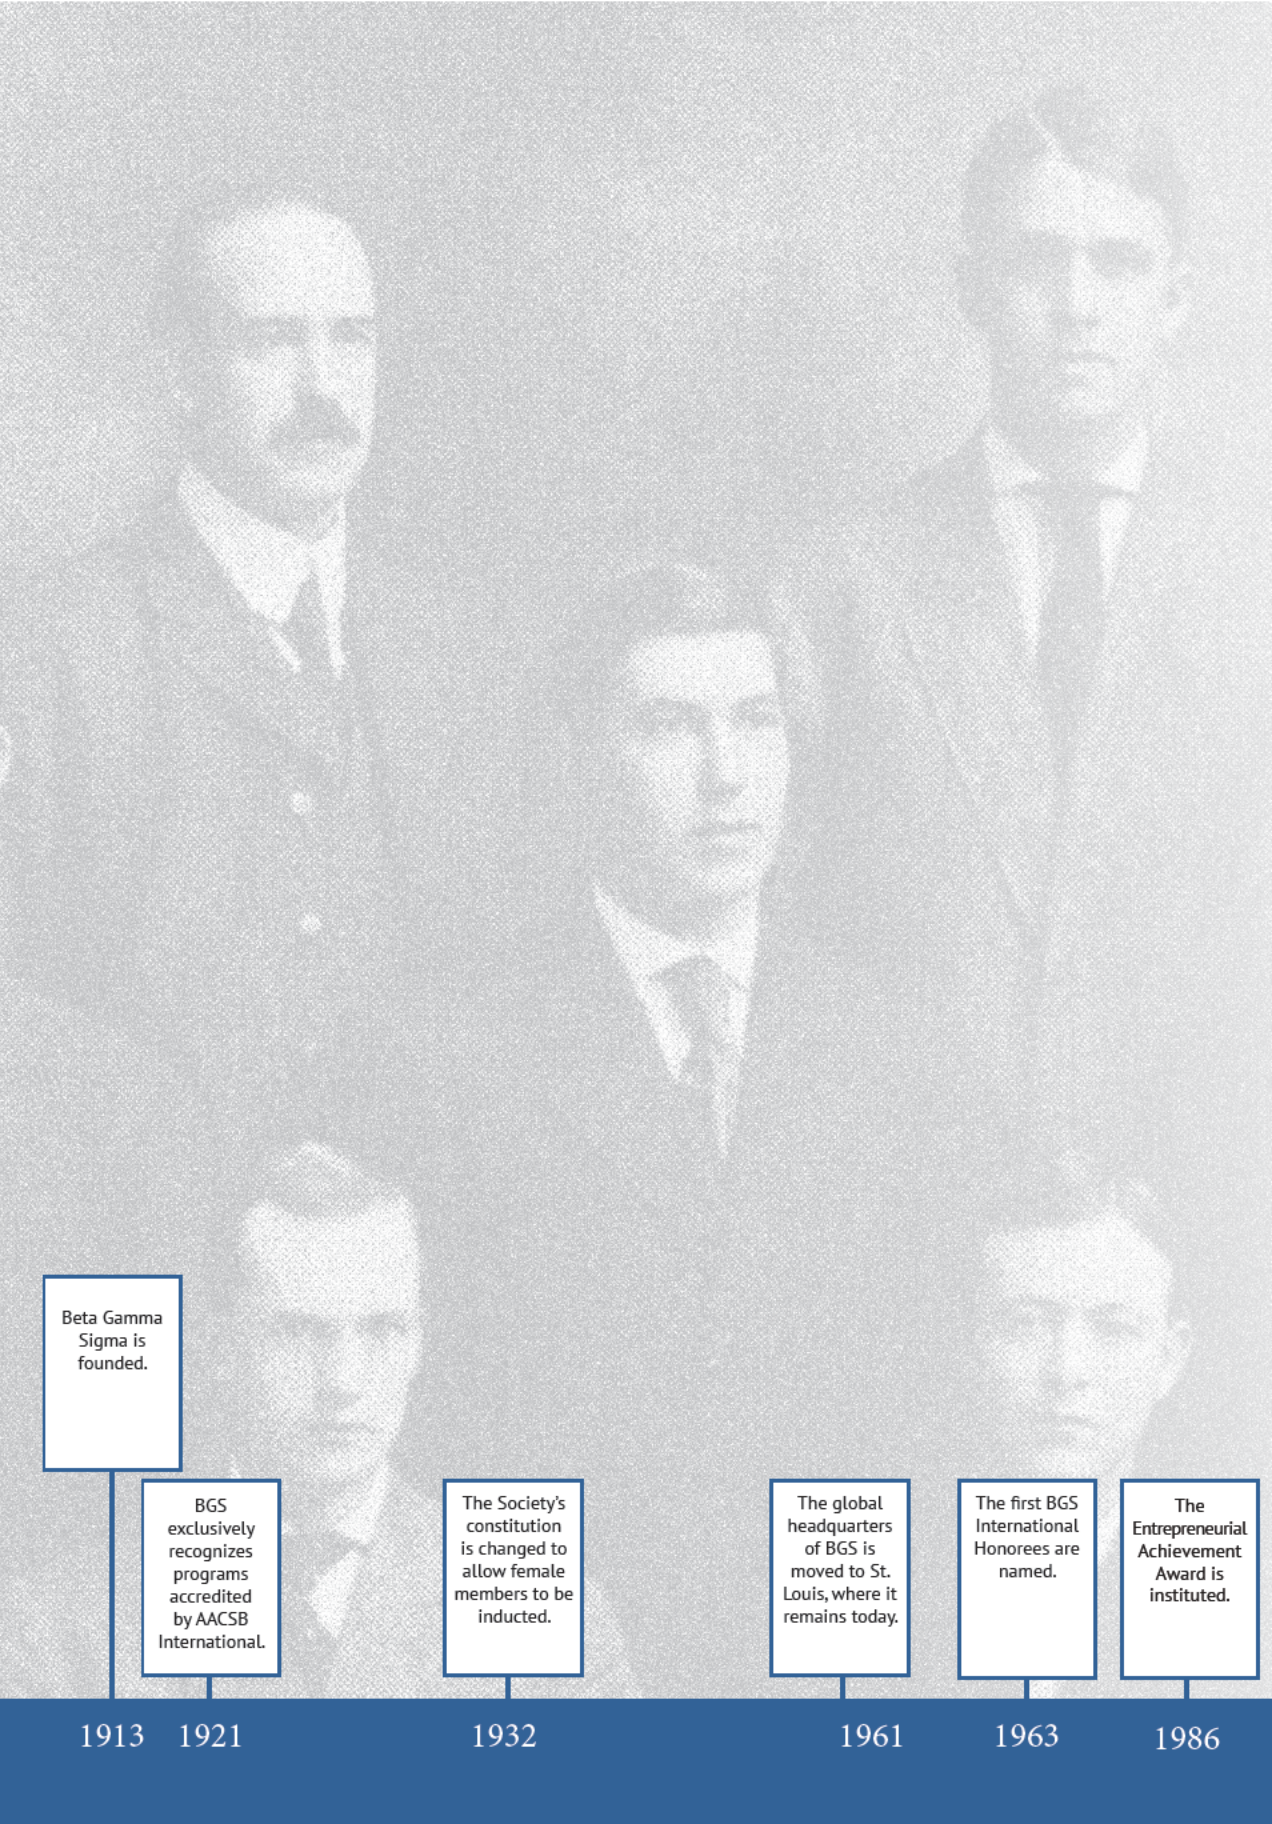 Beta Gamma
Sigma is
founded.
BGS
exclusively
recognizes
programs
accredited
by AACSB
International.
The Society's
constitution
is changed to
allow female
members to be
inducted.
The global
headquarters
of BGS is
moved to St.
Louis, where it
remains today.
The first BGS
International
Honorees are
named.
The
Entrepreneurial
Achievement
Award is
instituted.
1913
1921
1932
1961
1963
1986